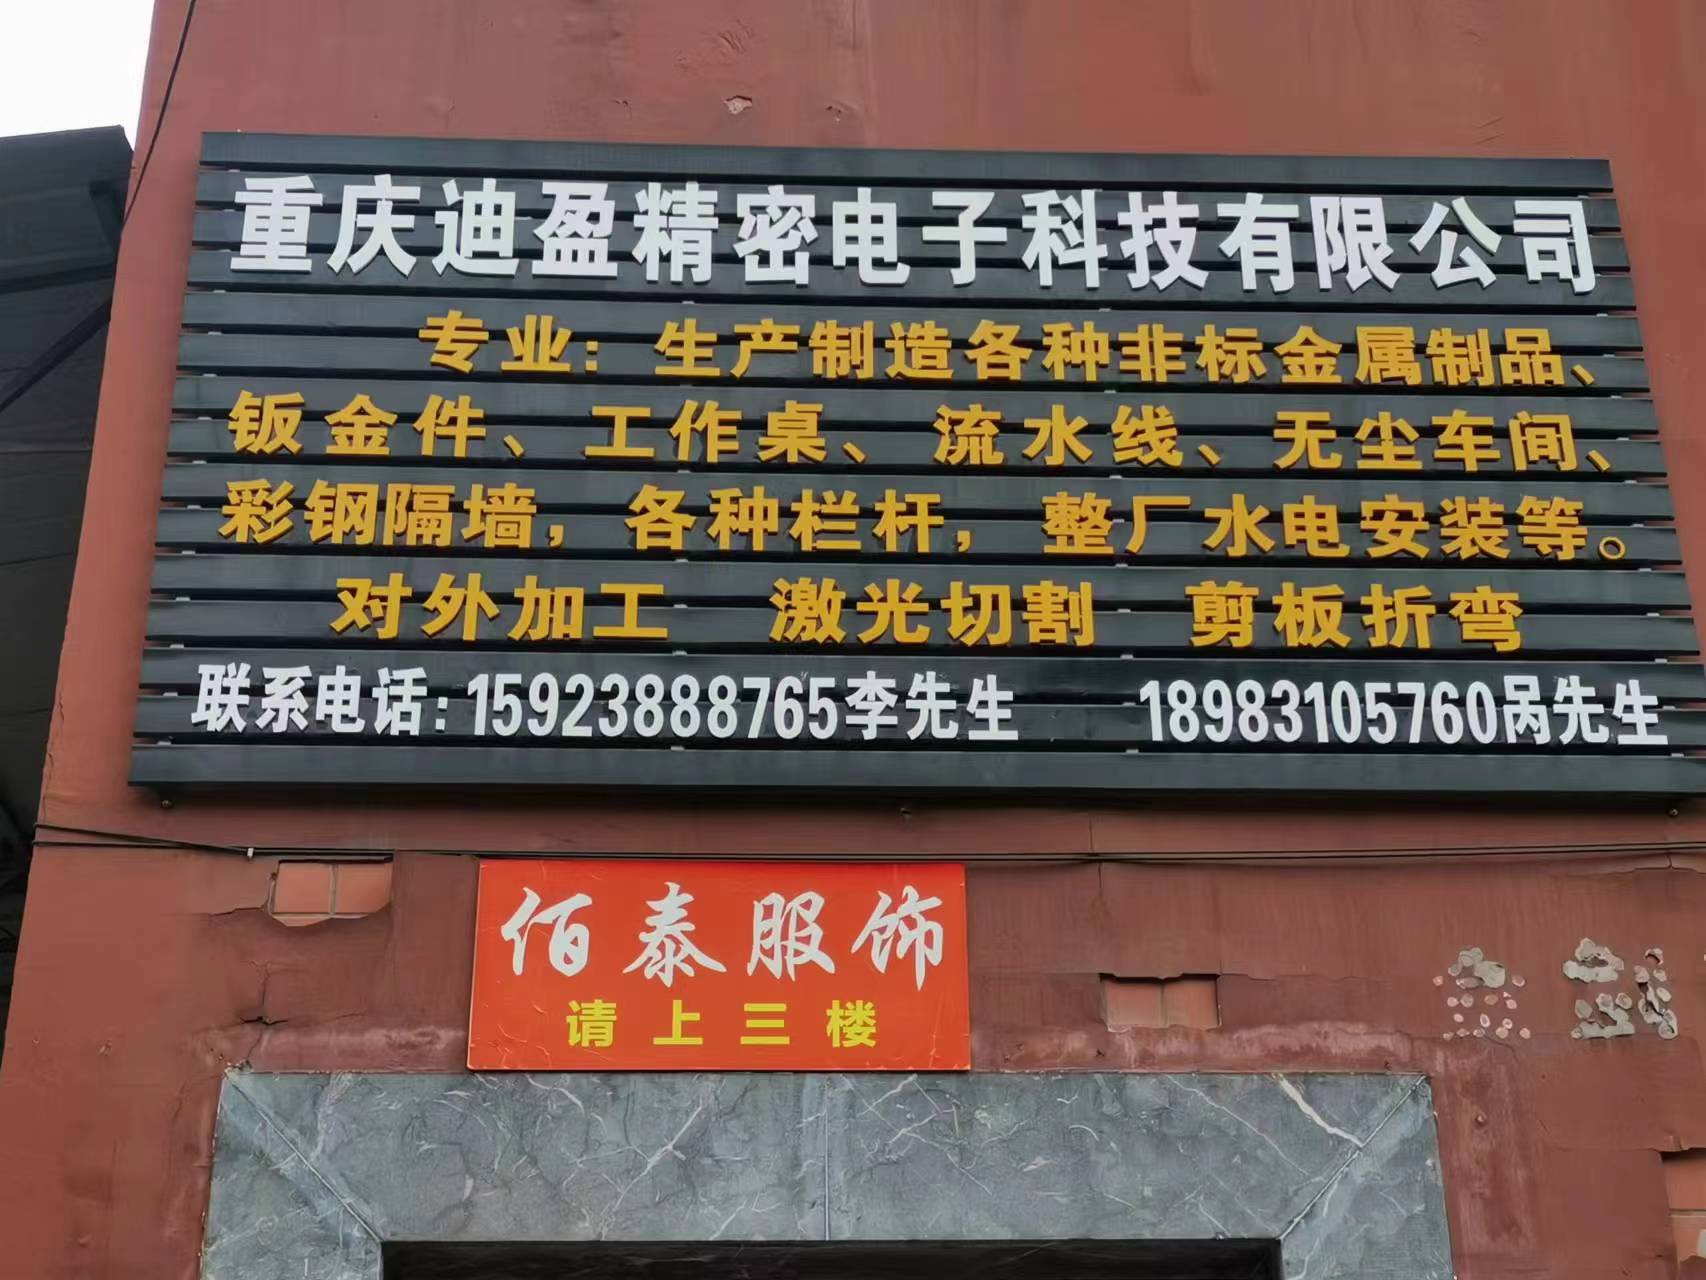 重庆迪盈精密电子科技有限公司
专业：生产制造各种非标金属制品、
钣金件、工作桌、流水线、无尘车间、
彩钢隔墙，各种栏杆，整厂水电安装等。
对外加工 激光切割 剪板折弯
联系电话：15923888765李先生 18983105760呙先生
佰泰服饰
请上三楼